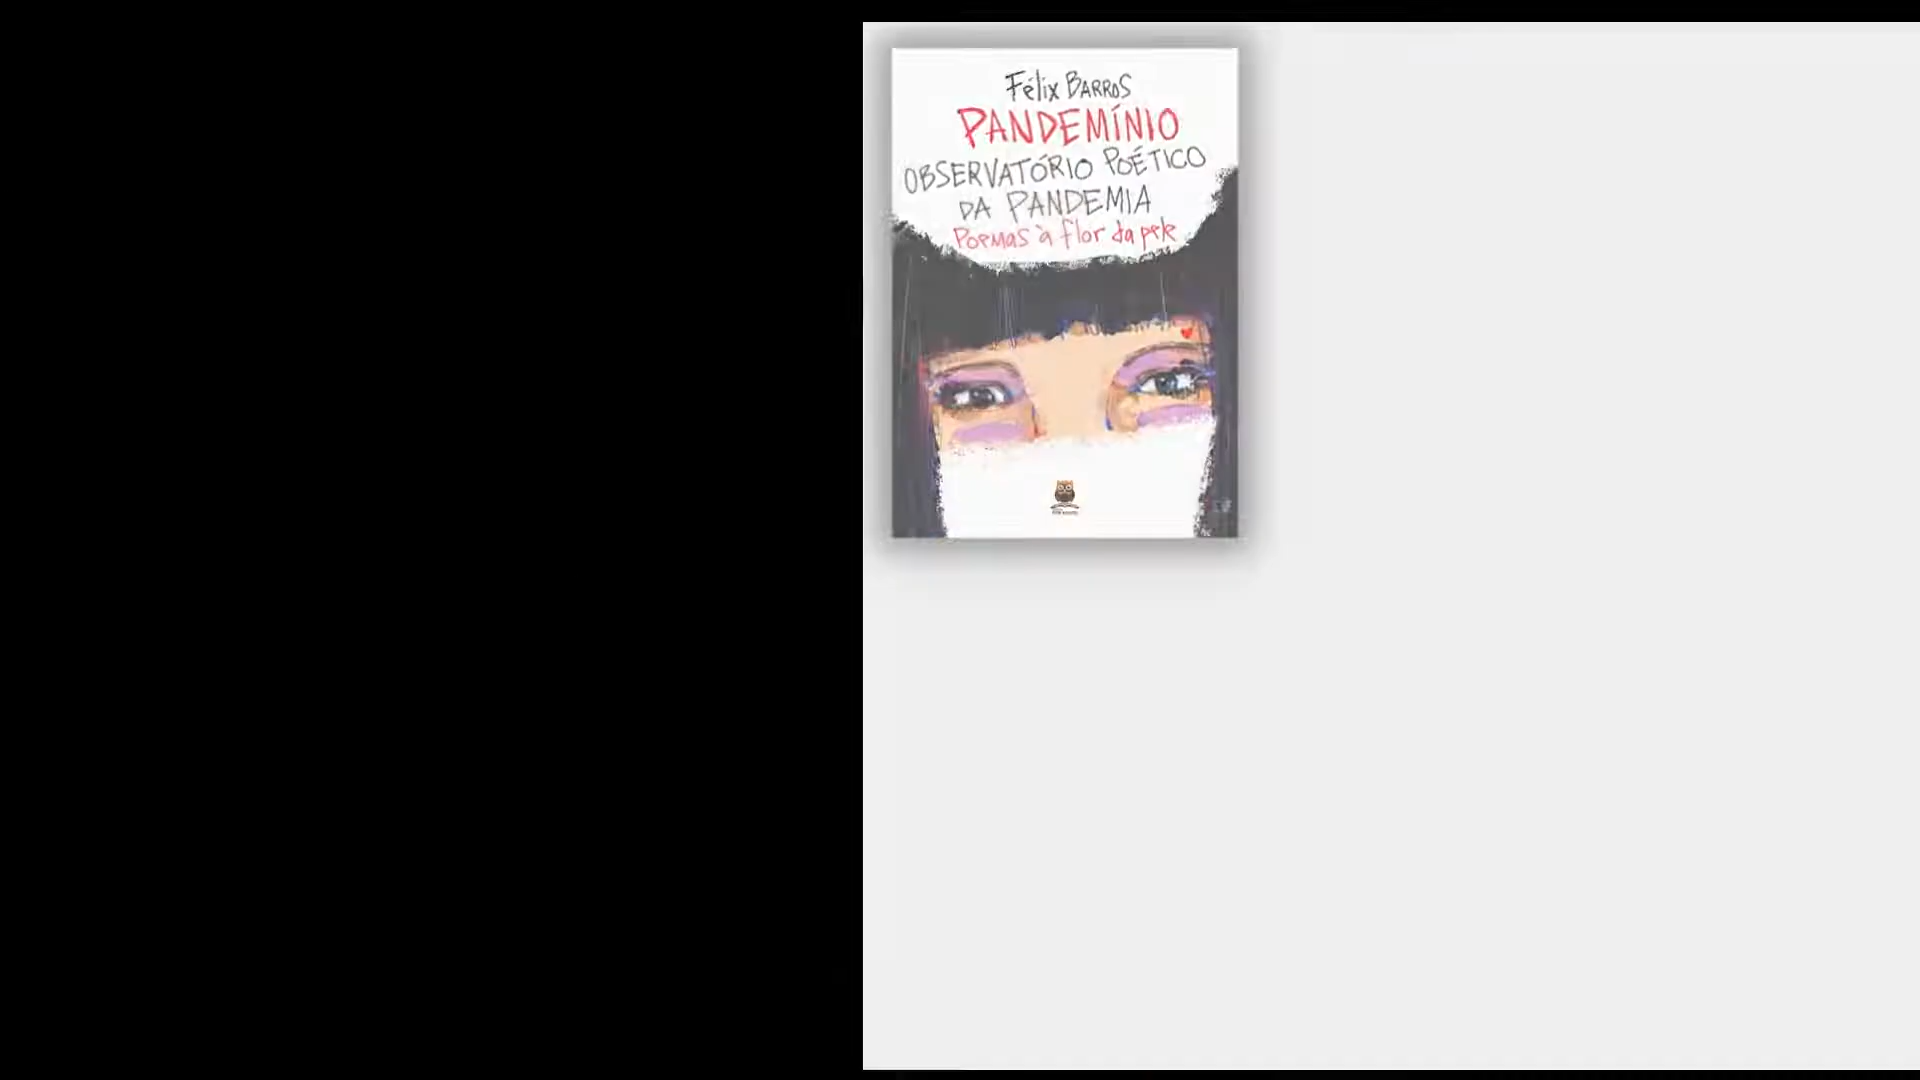 Félix BARROS
PANDEMÍNIO
OBSERVATÓRIO POÉTICO
DA PANDEMIA
Poemas à flor da pele